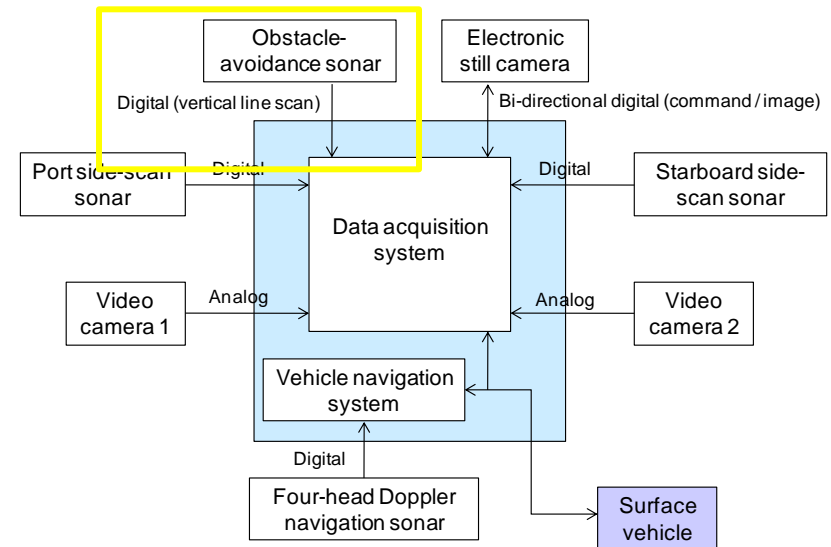 Obstacle-
avoidance sonar
Electronic
still camera
Digital (vertical line scan)
Bi-directional digital (command / image)
Port side-scan
sonar
Digital
Digital
Starboard side-
scan sonar
Data acquisition
system
Video
camera 1
Analog
Analog
Video
camera 2
Vehicle navigation
system
Digital
Four-head Doppler
navigation sonar
Surface
vehicle